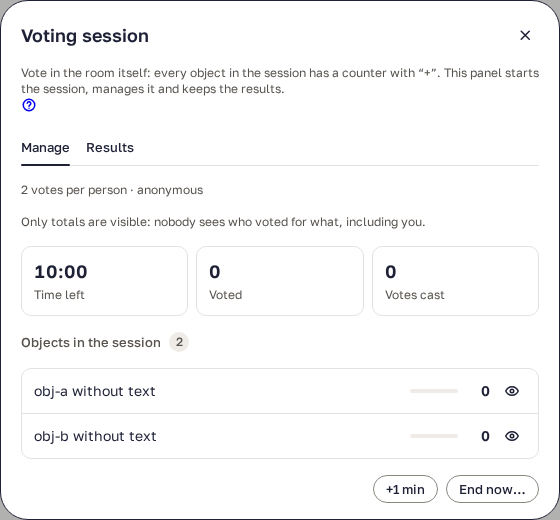 Voting session
Vote in the room itself: every object in the session has a counter with “+”. This panel starts
the session, manages it and keeps the results.
Manage Results
2 votes per person · anonymous
Only totals are visible: nobody sees who voted for what, including you.
10:00 0 0
Time left Voted Votes cast
Objects in the session 2
obj-a without text 0
obj-b without text 0
+1 min End now…